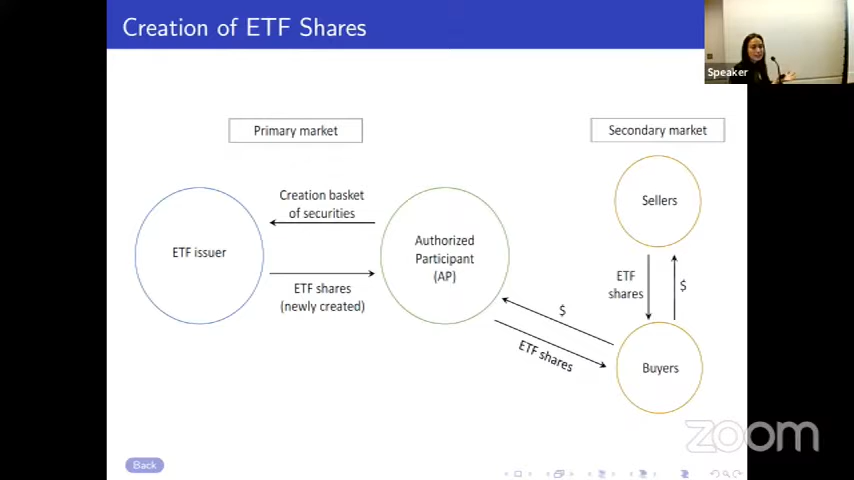 Creation of ETF Shares
Speaker
Primary market
Secondary market
Creation basket
of securities
ETF issuer
ETF shares
(newly created)
Authorized
Participant
(AP)
Sellers
ETF
shares
$
$
ETF shares
Buyers
zoom
Back